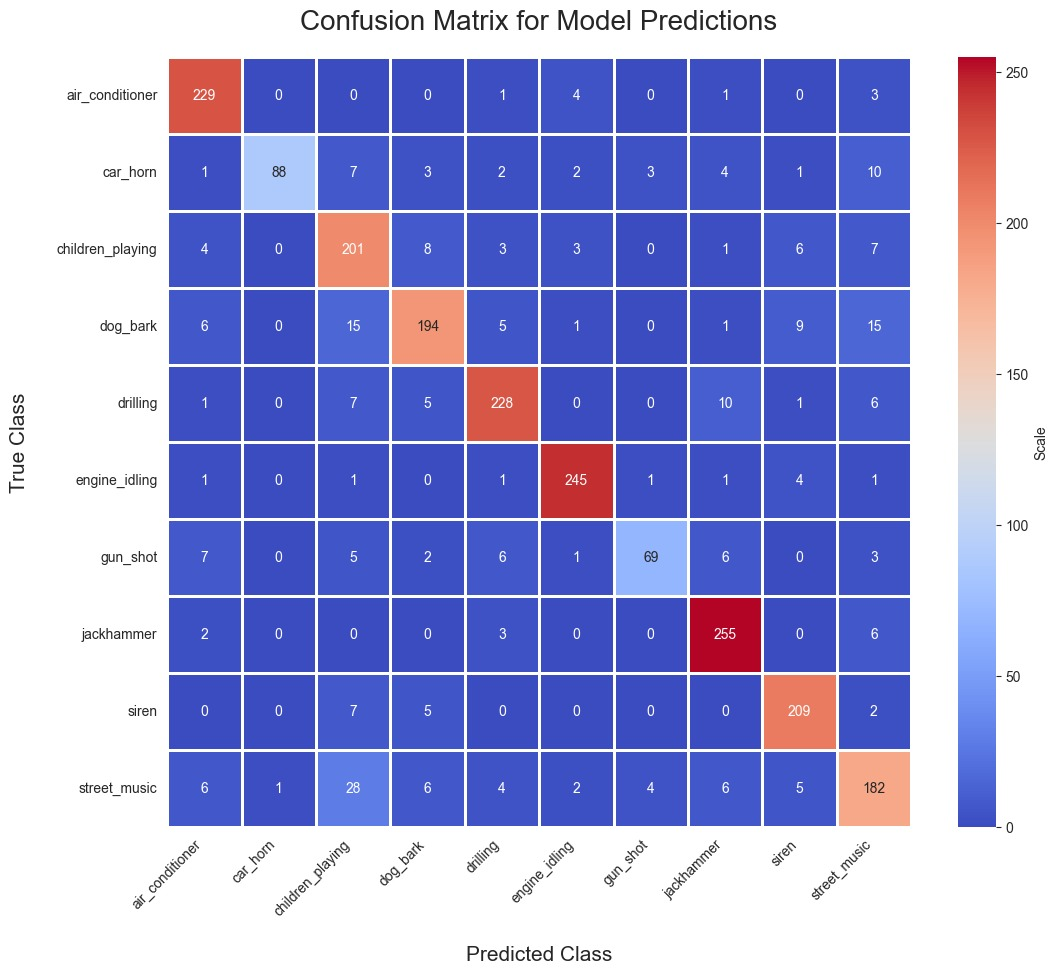 Confusion Matrix for Model Predictions
air_conditioner 229 0 0 0 1 4 0 1 0 3
car_horn 1 88 7 3 2 2 3 4 1 10
children_playing 4 0 201 8 3 3 0 1 6 7
dog_bark 6 0 15 194 5 1 0 1 9 15
drilling 1 0 7 5 228 0 0 10 1 6
engine_idling 1 0 1 0 1 245 1 1 4 1
gun_shot 7 0 5 2 6 1 69 6 0 3
jackhammer 2 0 0 0 3 0 0 255 0 6
siren 0 0 7 5 0 0 0 0 209 2
street_music 6 1 28 6 4 2 4 6 5 182
True Class
air_conditioner
car_horn
children_playing
dog_bark
drilling
engine_idling
gun_shot
jackhammer
siren
street_music
Predicted Class
250
200
150
100
50
0
Scale